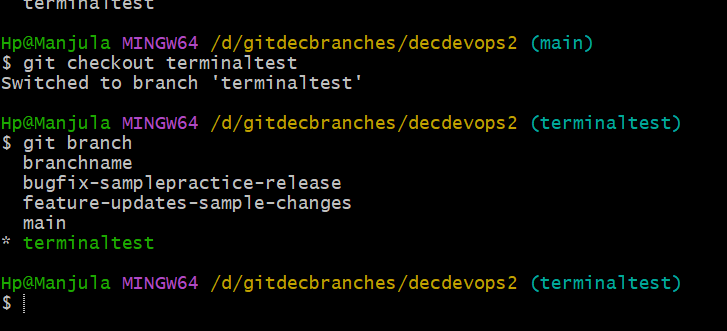 terminaltest
Hp@Manjula MINGW64 /d/gitdecbranches/decdevops2 (main)
$ git checkout terminaltest
Switched to branch 'terminaltest'
Hp@Manjula MINGW64 /d/gitdecbranches/decdevops2 (terminaltest)
$ git branch
branchname
bugfix-samplepractice-release
feature-updates-sample-changes
main
* terminaltest
Hp@Manjula MINGW64 /d/gitdecbranches/decdevops2 (terminaltest)
$